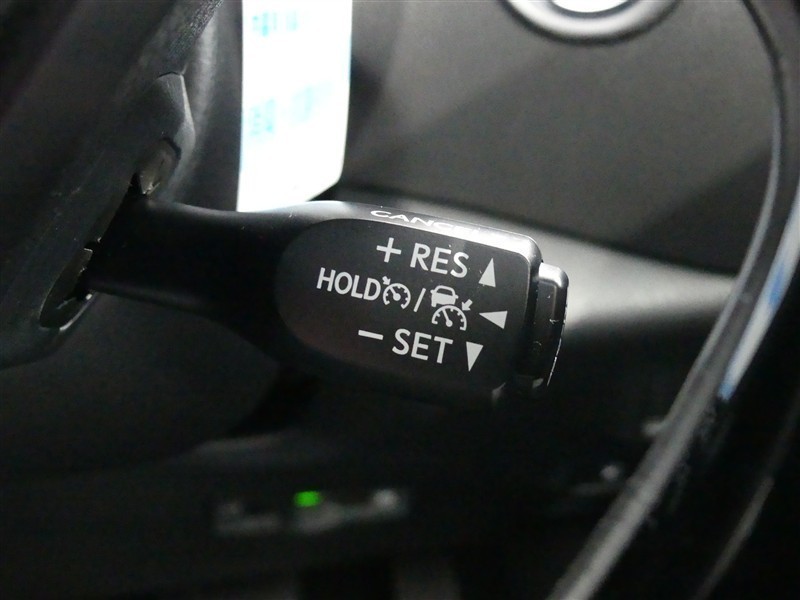 CANCEL
+ RES
HOLD /
- SET